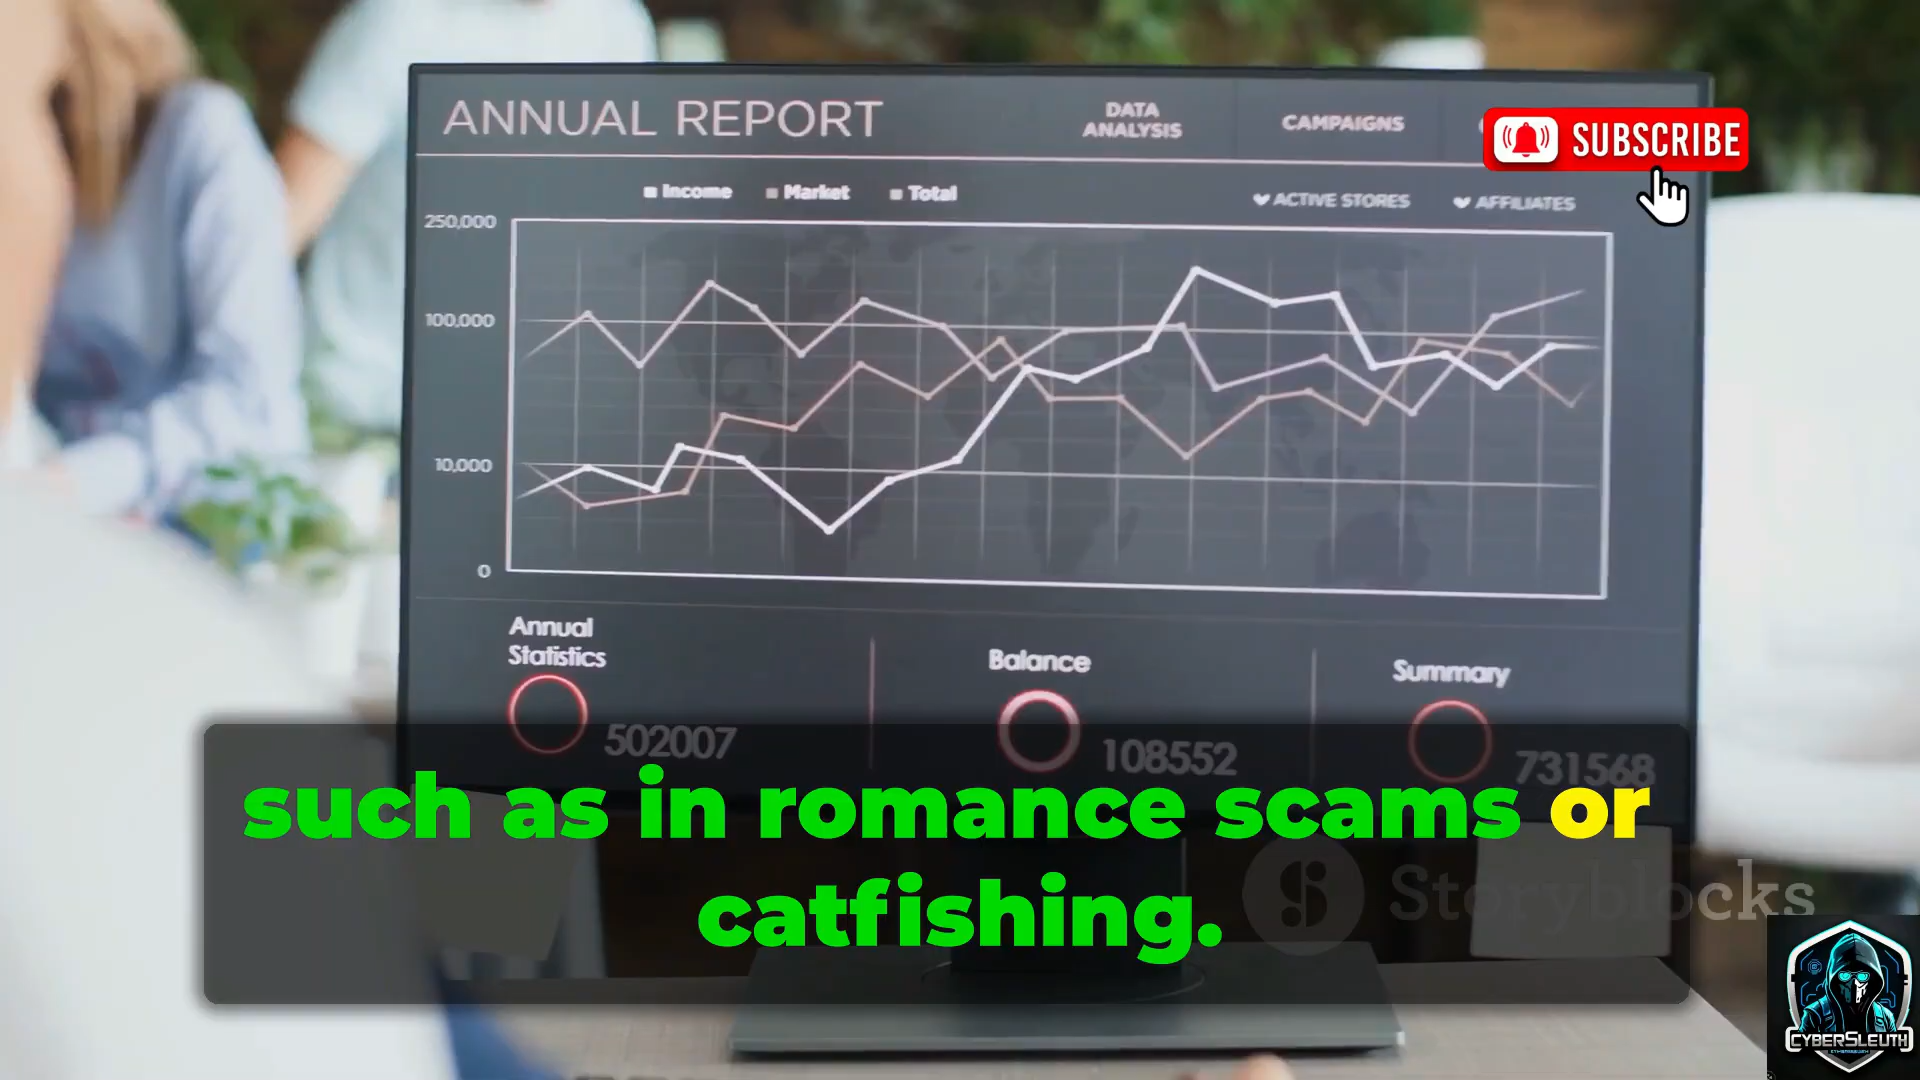 ANNUAL REPORT
DATA
ANALYSIS
CAMPAIGNS
SUBSCRIBE
Income
Market
Total
ACTIVE STORES
AFFILIATES
250,000
100,000
10,000
0
Annual
Statistics
Balance
Summary
502007
108552
731568
such as in romance scams or
catfishing.
Storyblocks
CYBERSLEUTH